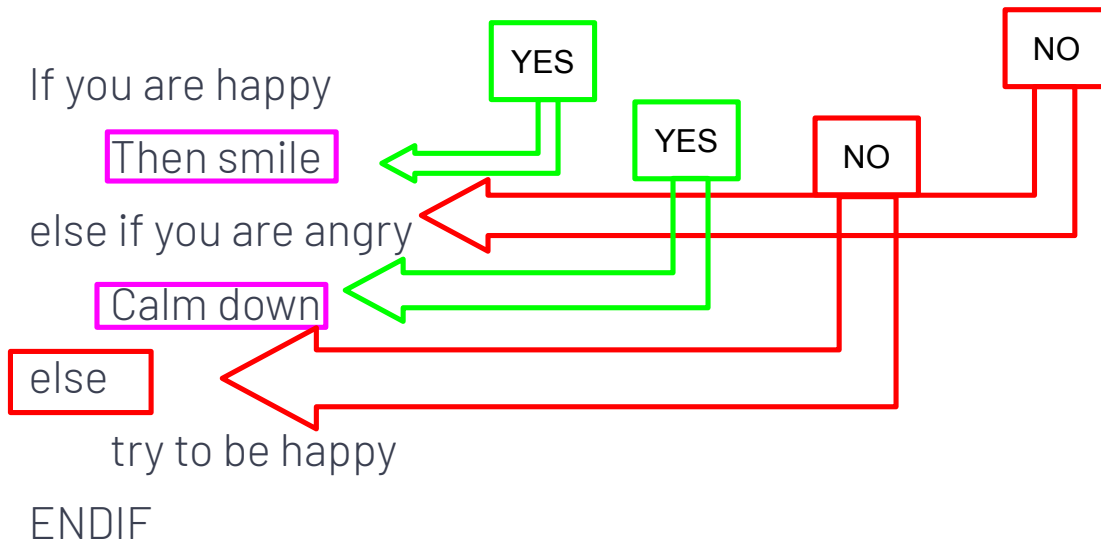 If you are happy
YES
NO
Then smile
YES
NO
else if you are angry
Calm down
else
try to be happy
ENDIF